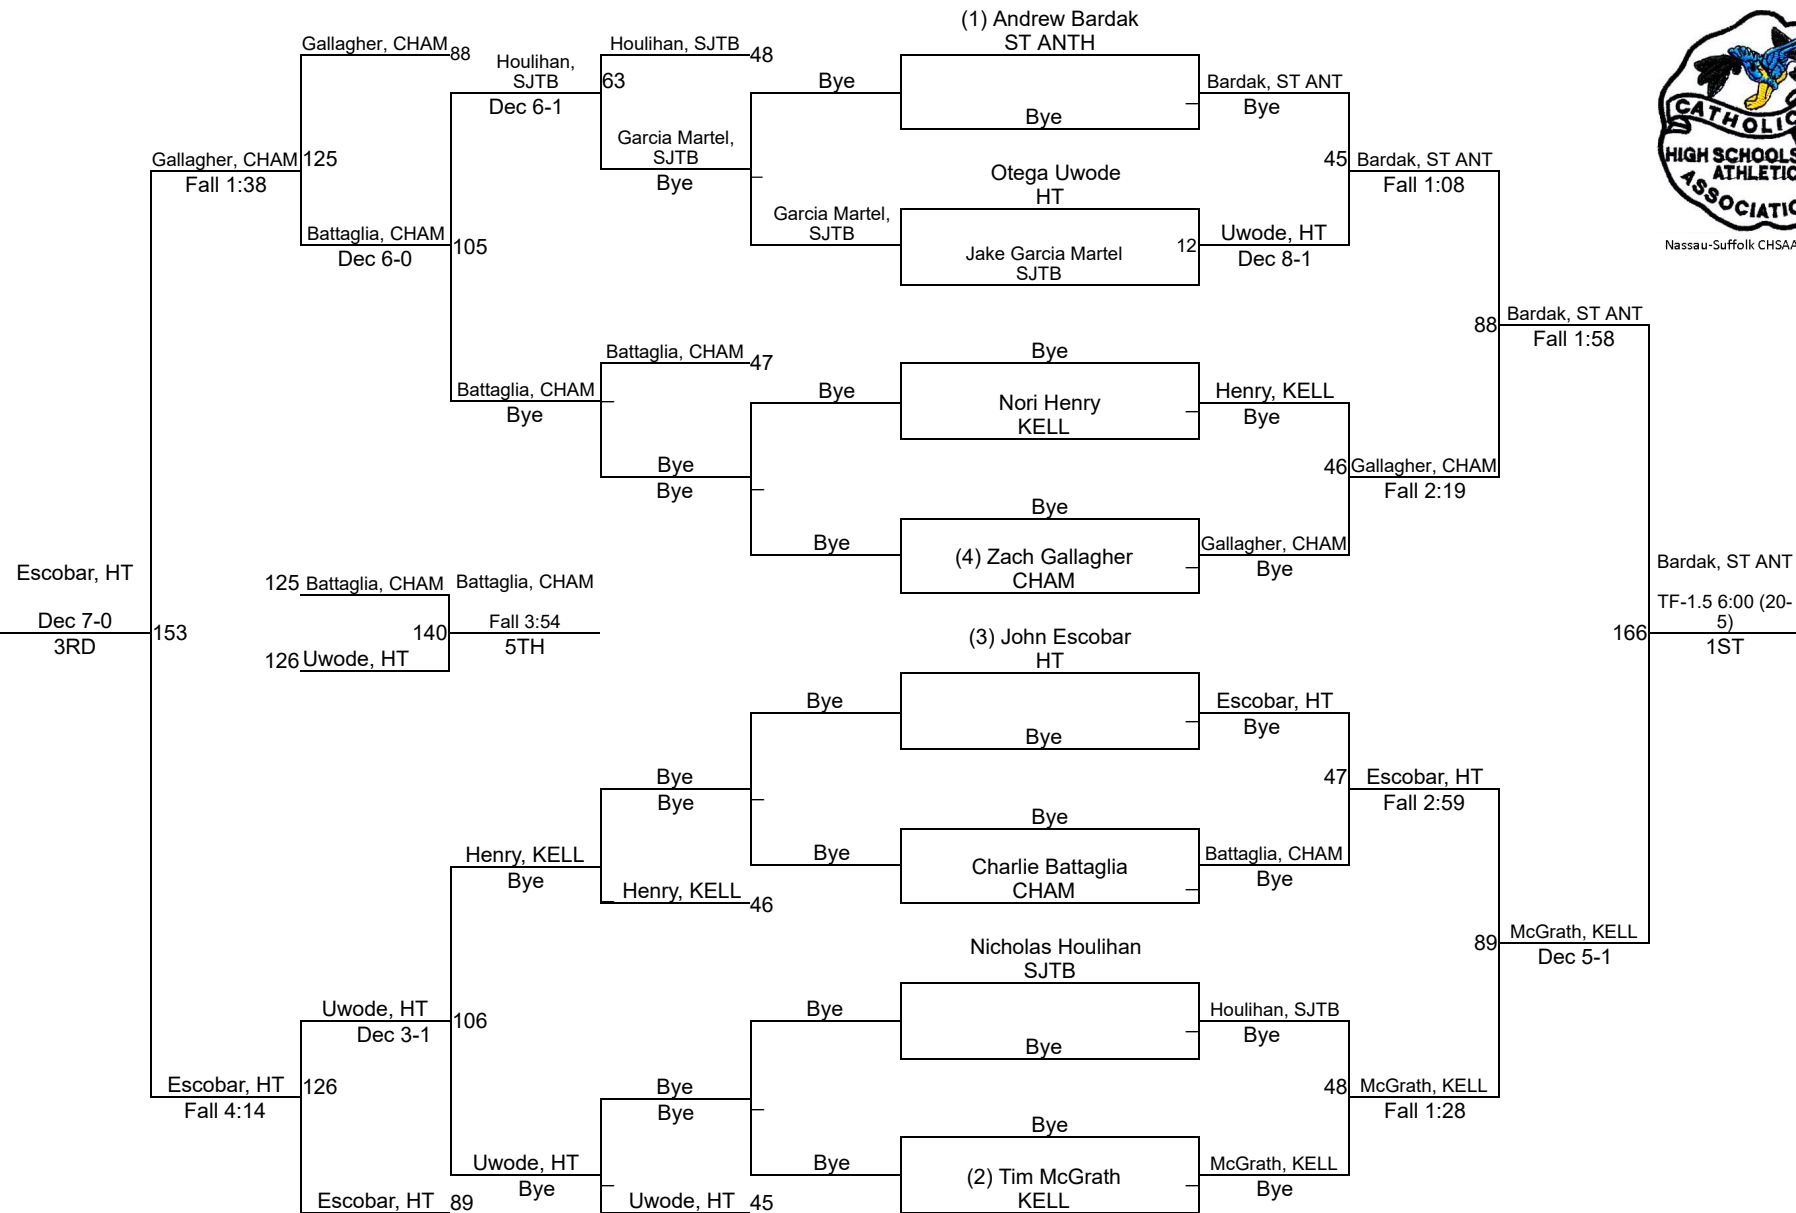 (1) Andrew Bardak
ST ANTH
Gallagher, CHAM 88
Houlihan, SJTB 48
Houlihan,
SJTB
63
Dec 6-1
Bye
Bardak, ST ANT
Bye
Bye
Garcia Martel,
SJTB
Bye
Gallagher, CHAM 125
Fall 1:38
Otega Uwode
HT
45 Bardak, ST ANT
Fall 1:08
Garcia Martel,
SJTB
Jake Garcia Martel
SJTB
12
Uwode, HT
Dec 8-1
Battaglia, CHAM 105
Dec 6-0
CATHOLIC
HIGH SCHOOLS
ATHLETIC
Nassau-Suffolk CHSAA
88 Bardak, ST ANT
Fall 1:58
Battaglia, CHAM 47
Bye
Battaglia, CHAM
Bye
Bye
Nori Henry
KELL
Henry, KELL
Bye
Bye
Bye
46 Gallagher, CHAM
Fall 2:19
Bye
Bye
(4) Zach Gallagher
CHAM
Gallagher, CHAM
Bye
Escobar, HT
Dec 7-0
3RD
153
125 Battaglia, CHAM
126 Uwode, HT
140
Battaglia, CHAM
Fall 3:54
5TH
Bardak, ST ANT
TF-1.5 6:00 (20-
5)
166
1ST
(3) John Escobar
HT
Bye
Bye
Escobar, HT
Bye
Bye
Bye
47 Escobar, HT
Fall 2:59
Bye
Bye
Charlie Battaglia
CHAM
Battaglia, CHAM
Bye
Henry, KELL
Bye
Henry, KELL 46
89 McGrath, KELL
Dec 5-1
Nicholas Houlihan
SJTB
Bye
Bye
Houlihan, SJTB
Bye
Uwode, HT
Dec 3-1
106
Escobar, HT 126
Fall 4:14
Bye
Bye
48 McGrath, KELL
Fall 1:28
Bye
Bye
(2) Tim McGrath
KELL
McGrath, KELL
Bye
Uwode, HT
Bye
Escobar, HT 89
Uwode, HT 45